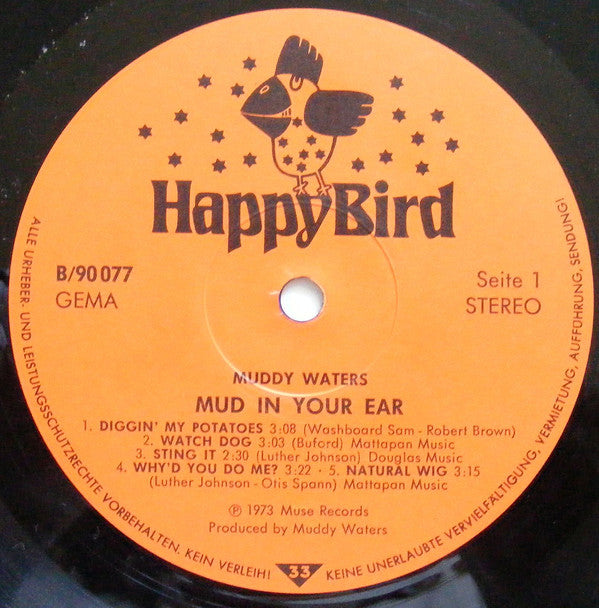 HappyBird
B/90 077
GEMA
Seite 1
STEREO
MUDDY WATERS
MUD IN YOUR EAR
1. DIGGIN' MY POTATOES 3:08 (Washboard Sam - Robert Brown)
2. WATCH DOG 3:03 (Buford) Mattapan Music
3. STING IT 2:30 (Luther Johnson) Douglas Music
4. WHY'D YOU DO ME? 3:22 · 5. NATURAL WIG 3:15
(Luther Johnson - Otis Spann) Mattapan Music
℗ 1973 Muse Records
Produced by Muddy Waters
33
ALLE URHEBER- UND LEISTUNGSSCHUTZRECHTE VORBEHALTEN. KEIN VERLEIH! KEINE UNERLAUBTE VERVIELFÄLTIGUNG, VERMIETUNG, AUFFÜHRUNG, SENDUNG!